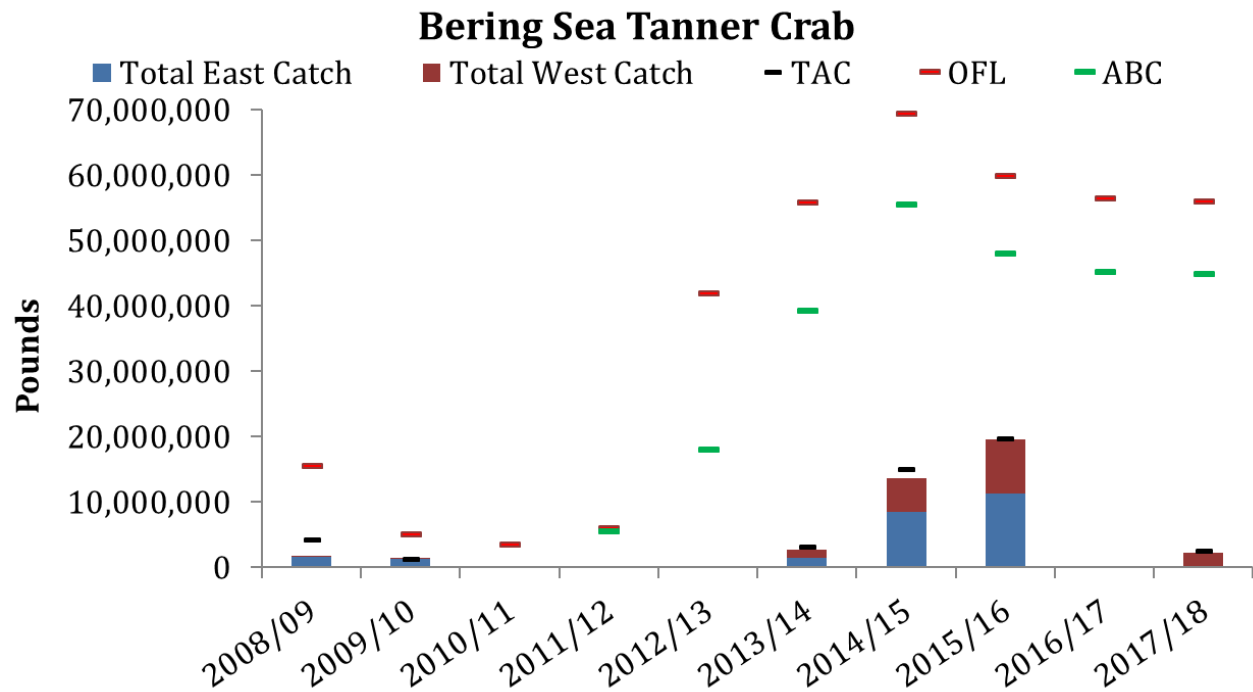 Bering Sea Tanner Crab
Total East Catch Total West Catch TAC OFL ABC
Pounds
70,000,000
60,000,000
50,000,000
40,000,000
30,000,000
20,000,000
10,000,000
0
2008/09 2009/10 2010/11 2011/12 2012/13 2013/14 2014/15 2015/16 2016/17 2017/18